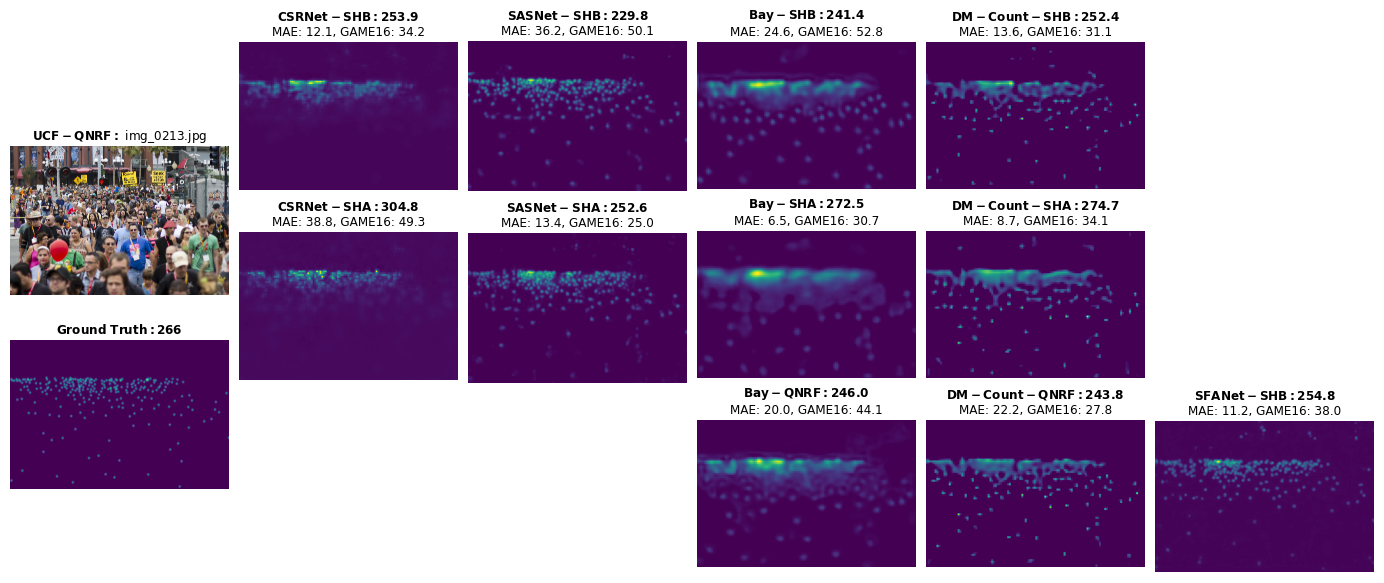 CSRNet − SHB : 253.9
MAE: 12.1, GAME16: 34.2
SASNet − SHB : 229.8
MAE: 36.2, GAME16: 50.1
Bay − SHB : 241.4
MAE: 24.6, GAME16: 52.8
DM − Count − SHB : 252.4
MAE: 13.6, GAME16: 31.1
UCF − QNRF : img_0213.jpg
CSRNet − SHA : 304.8
MAE: 38.8, GAME16: 49.3
SASNet − SHA : 252.6
MAE: 13.4, GAME16: 25.0
Bay − SHA : 272.5
MAE: 6.5, GAME16: 30.7
DM − Count − SHA : 274.7
MAE: 8.7, GAME16: 34.1
Ground Truth : 266
Bay − QNRF : 246.0
MAE: 20.0, GAME16: 44.1
DM − Count − QNRF : 243.8
MAE: 22.2, GAME16: 27.8
SFANet − SHB : 254.8
MAE: 11.2, GAME16: 38.0